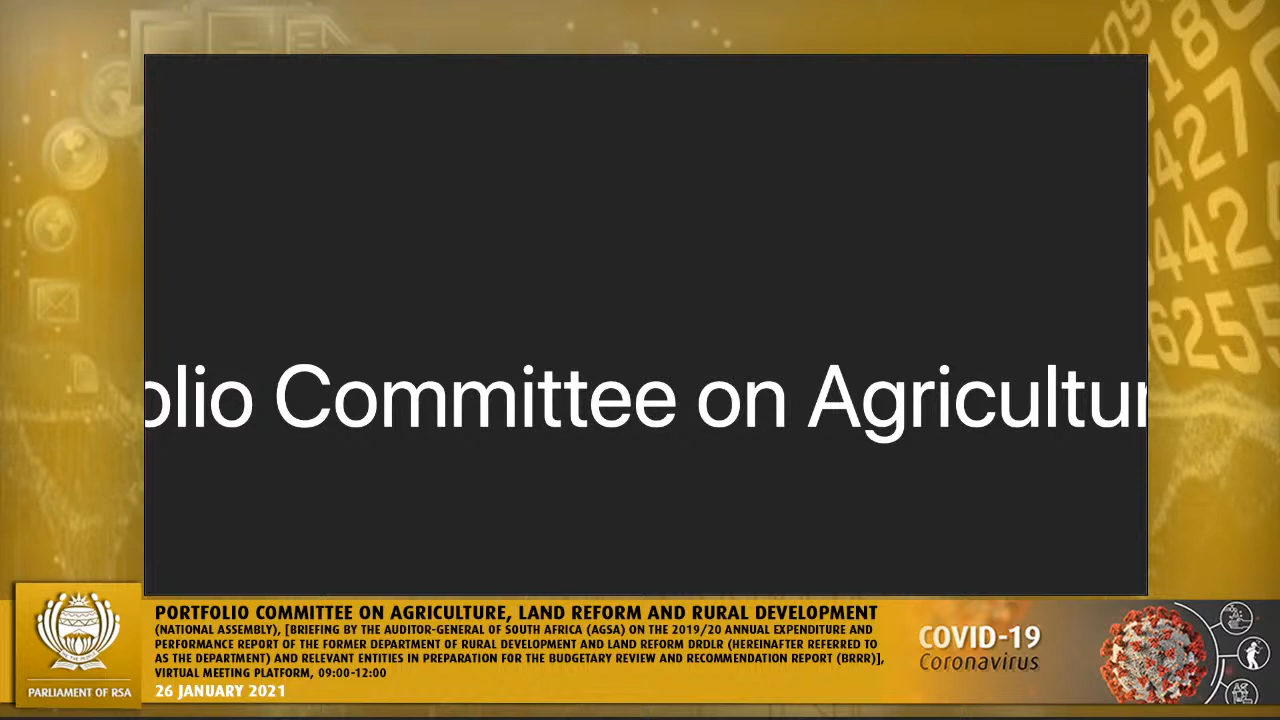 olio Committee on Agricultur
PORTFOLIO COMMITTEE ON AGRICULTURE, LAND REFORM AND RURAL DEVELOPMENT
(NATIONAL ASSEMBLY), [BRIEFING BY THE AUDITOR-GENERAL OF SOUTH AFRICA (AGSA) ON THE 2019/20 ANNUAL EXPENDITURE AND
PERFORMANCE REPORT OF THE FORMER DEPARTMENT OF RURAL DEVELOPMENT AND LAND REFORM DRDLR (HEREINAFTER REFERRED TO
AS THE DEPARTMENT) AND RELEVANT ENTITIES IN PREPARATION FOR THE BUDGETARY REVIEW AND RECOMMENDATION REPORT (BRRR)],
VIRTUAL MEETING PLATFORM, 09:00-12:00
26 JANUARY 2021
PARLIAMENT OF RSA
COVID-19
Coronavirus
427
442
6255